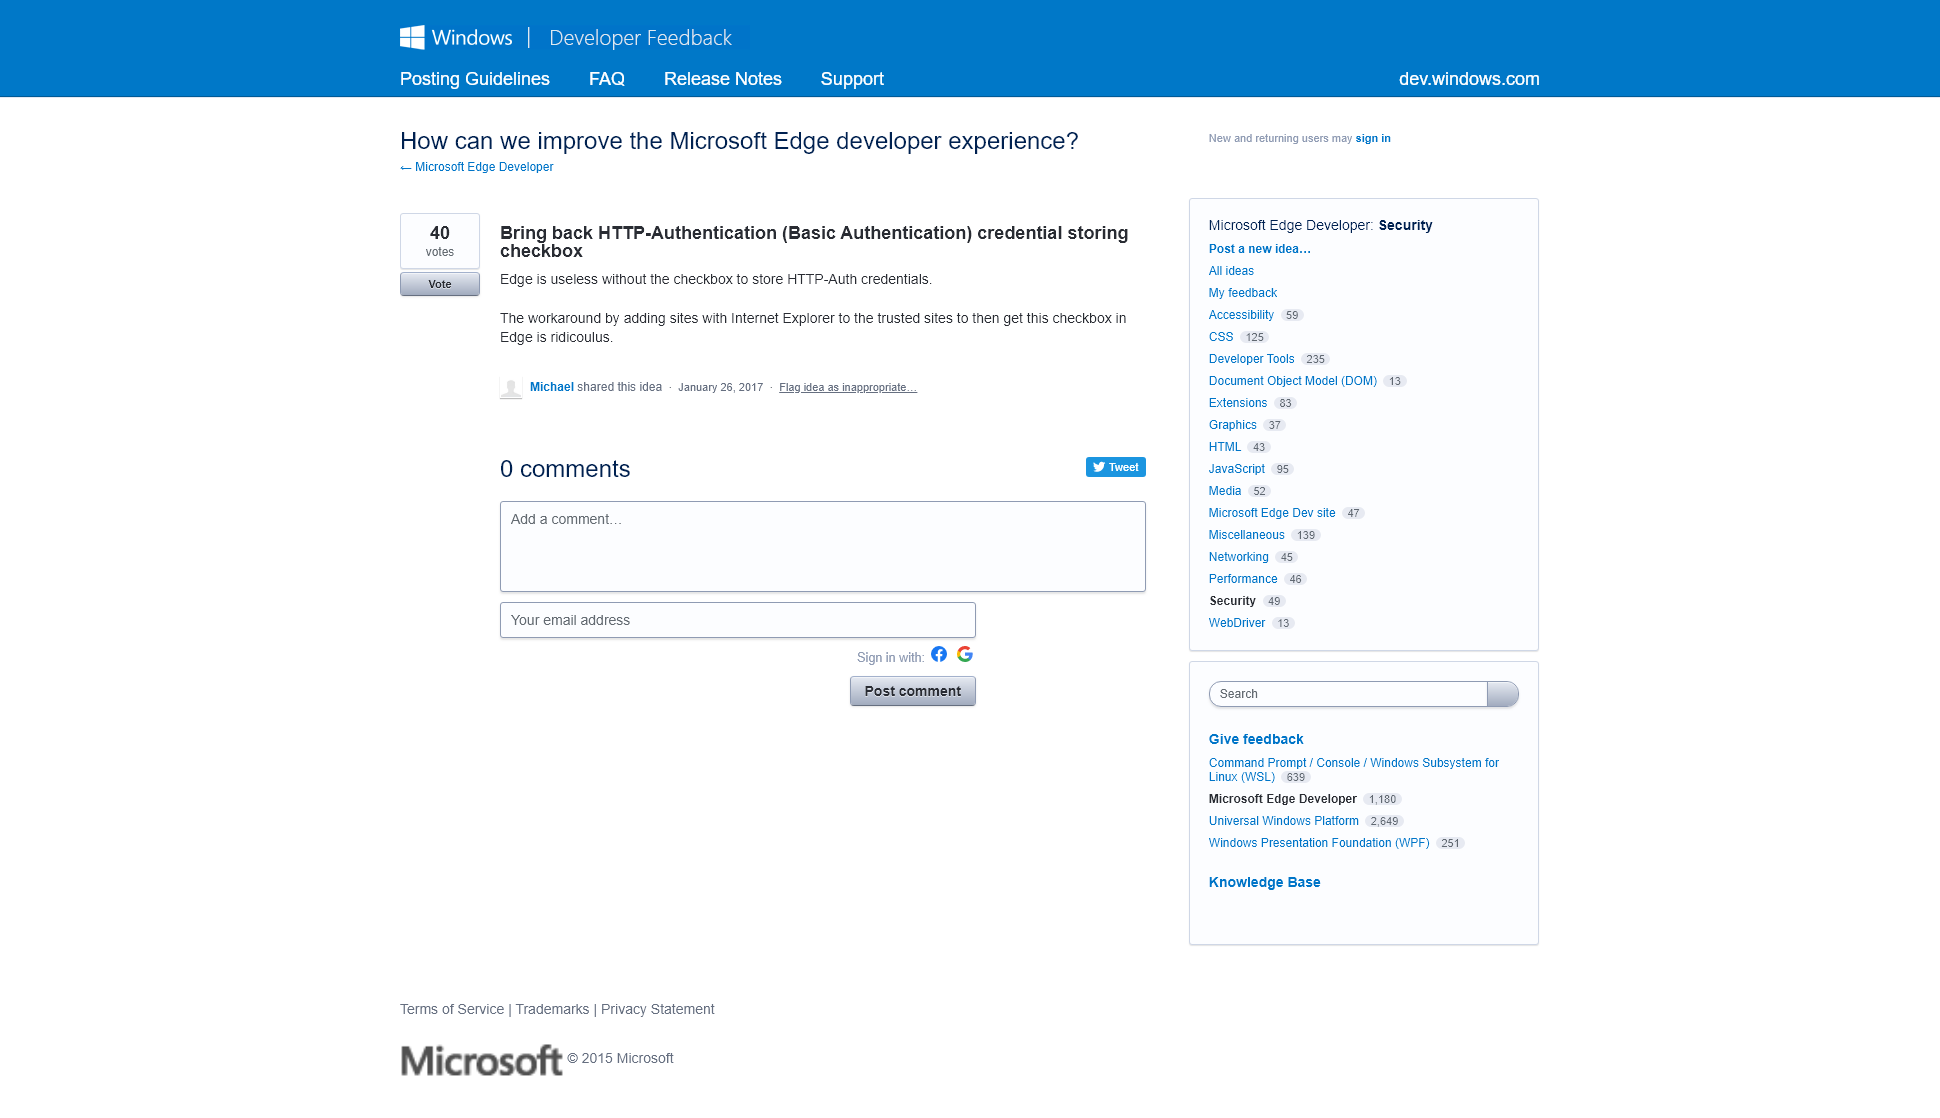 Windows | Developer Feedback
Posting Guidelines FAQ Release Notes Support dev.windows.com
How can we improve the Microsoft Edge developer experience?
← Microsoft Edge Developer
New and returning users may sign in
40
votes
Vote
Bring back HTTP-Authentication (Basic Authentication) credential storing
checkbox
Edge is useless without the checkbox to store HTTP-Auth credentials.
The workaround by adding sites with Internet Explorer to the trusted sites to then get this checkbox in
Edge is ridicoulus.
Michael shared this idea · January 26, 2017 · Flag idea as inappropriate…
0 comments
Tweet
Add a comment…
Your email address
Sign in with:
Post comment
Microsoft Edge Developer: Security
Post a new idea…
All ideas
My feedback
Accessibility 59
CSS 125
Developer Tools 235
Document Object Model (DOM) 13
Extensions 83
Graphics 37
HTML 43
JavaScript 95
Media 52
Microsoft Edge Dev site 47
Miscellaneous 139
Networking 45
Performance 46
Security 49
WebDriver 13
Search
Give feedback
Command Prompt / Console / Windows Subsystem for
Linux (WSL) 639
Microsoft Edge Developer 1,180
Universal Windows Platform 2,649
Windows Presentation Foundation (WPF) 251
Knowledge Base
Terms of Service | Trademarks | Privacy Statement
Microsoft © 2015 Microsoft